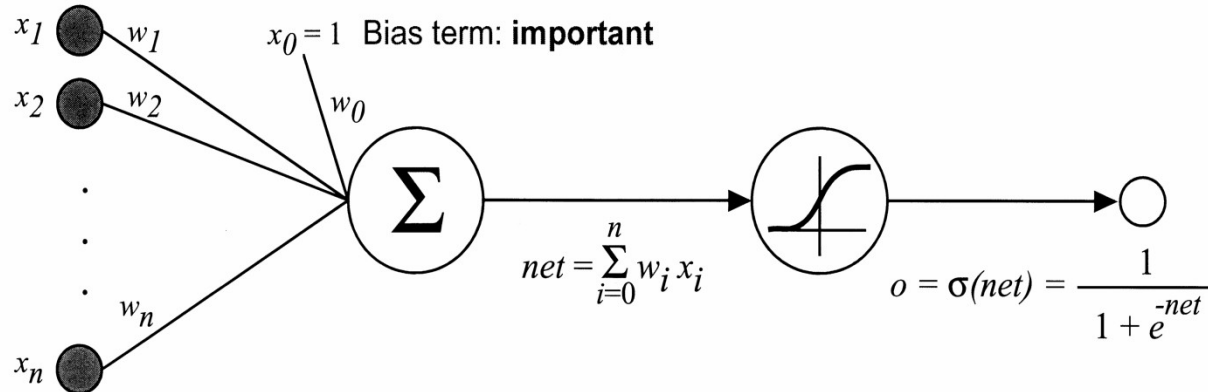 x1 w1 x0 = 1 Bias term: important
x2 w2 w0
Σ
.
.
.
wn
xn
net = Σ i=0 n wi xi
o = σ(net) = 1 / 1 + e^-net